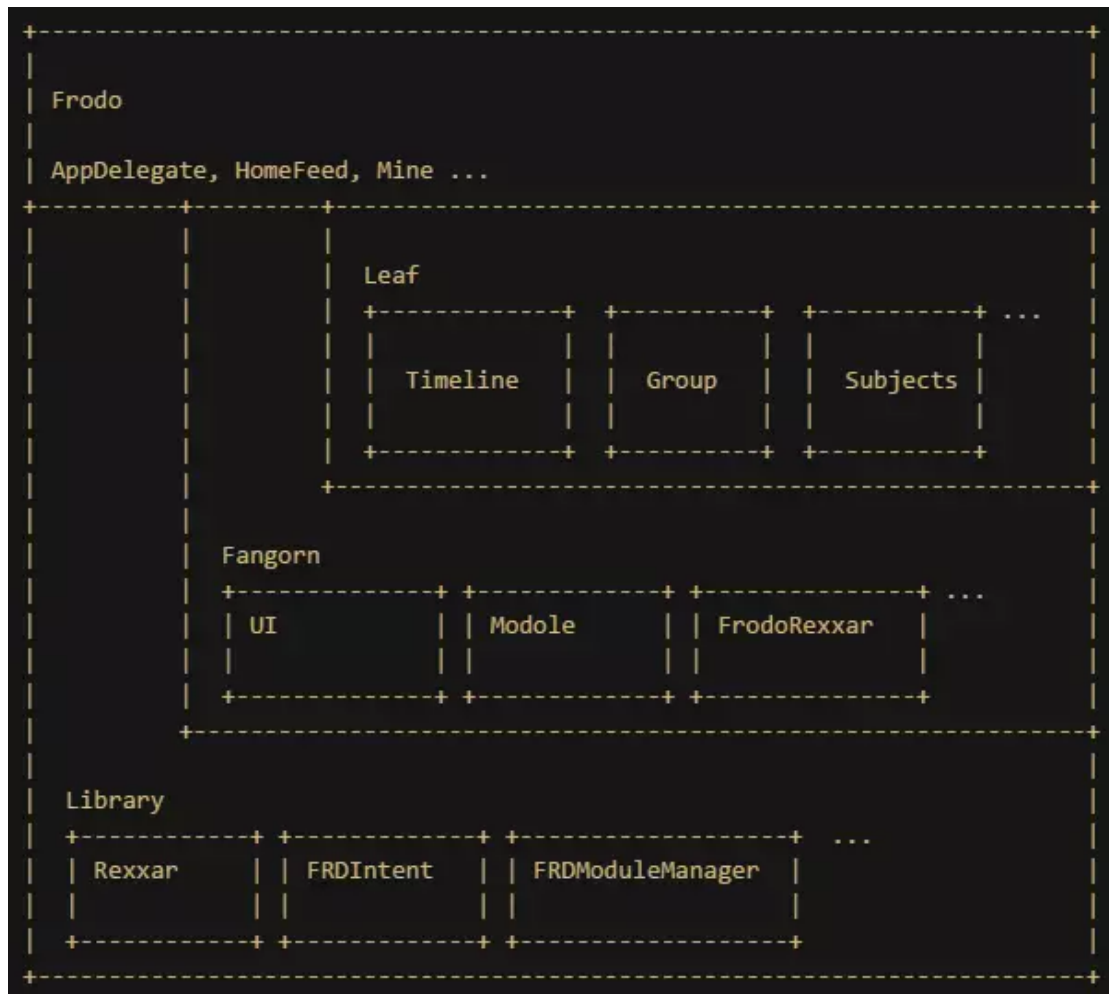 Frodo
AppDelegate, HomeFeed, Mine ...
Leaf
...
Timeline Group Subjects
Fangorn
...
UI Modole FrodoRexxar
Library
...
Rexxar FRDIntent FRDModuleManager